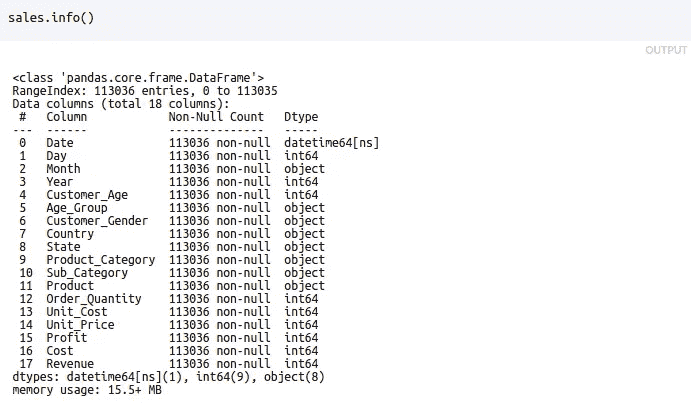 sales.info()
OUTPUT
<class 'pandas.core.frame.DataFrame'>
RangeIndex: 113036 entries, 0 to 113035
Data columns (total 18 columns):
 #   Column            Non-Null Count   Dtype
---  ------            --------------   -----
 0   Date              113036 non-null  datetime64[ns]
 1   Day               113036 non-null  int64
 2   Month             113036 non-null  object
 3   Year              113036 non-null  int64
 4   Customer_Age      113036 non-null  int64
 5   Age_Group         113036 non-null  object
 6   Customer_Gender   113036 non-null  object
 7   Country           113036 non-null  object
 8   State             113036 non-null  object
 9   Product_Category  113036 non-null  object
 10  Sub_Category      113036 non-null  object
 11  Product           113036 non-null  object
 12  Order_Quantity    113036 non-null  int64
 13  Unit_Cost         113036 non-null  int64
 14  Unit_Price        113036 non-null  int64
 15  Profit            113036 non-null  int64
 16  Cost              113036 non-null  int64
 17  Revenue           113036 non-null  int64
dtypes: datetime64[ns](1), int64(9), object(8)
memory usage: 15.5+ MB